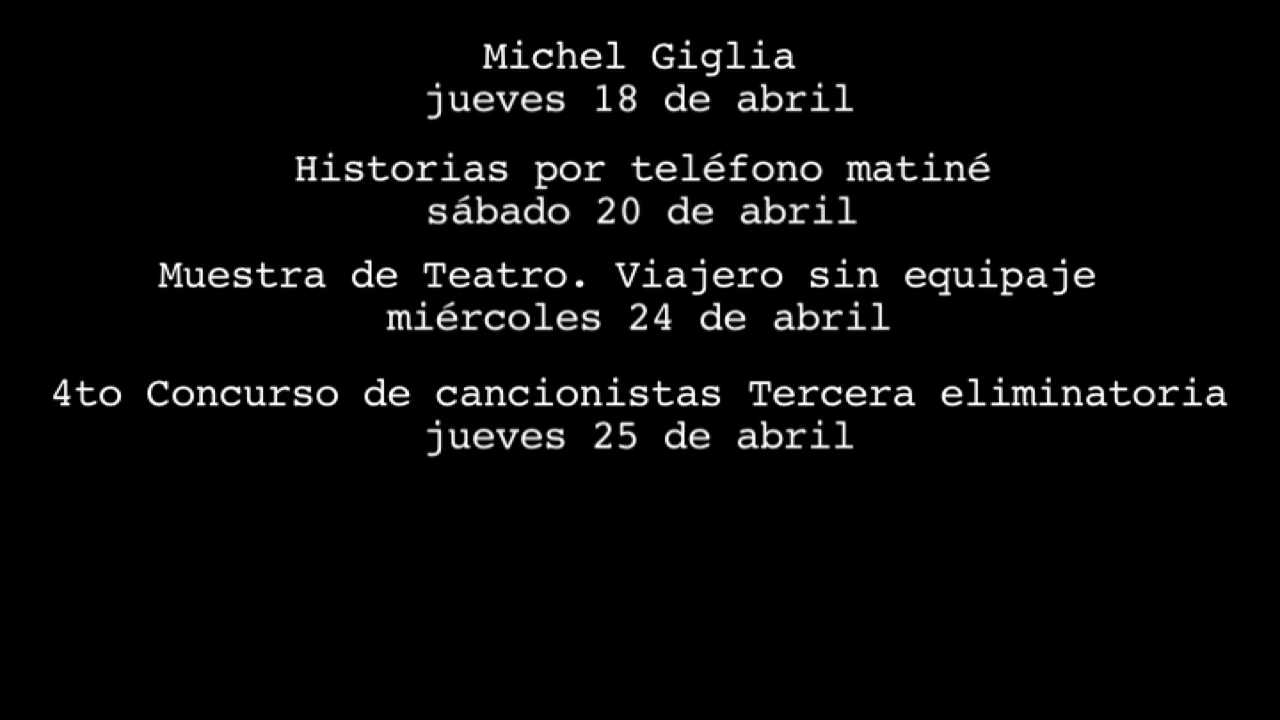 Michel Giglia
jueves 18 de abril
Historias por teléfono matiné
sábado 20 de abril
Muestra de Teatro. Viajero sin equipaje
miércoles 24 de abril
4to Concurso de cancionistas Tercera eliminatoria
jueves 25 de abril